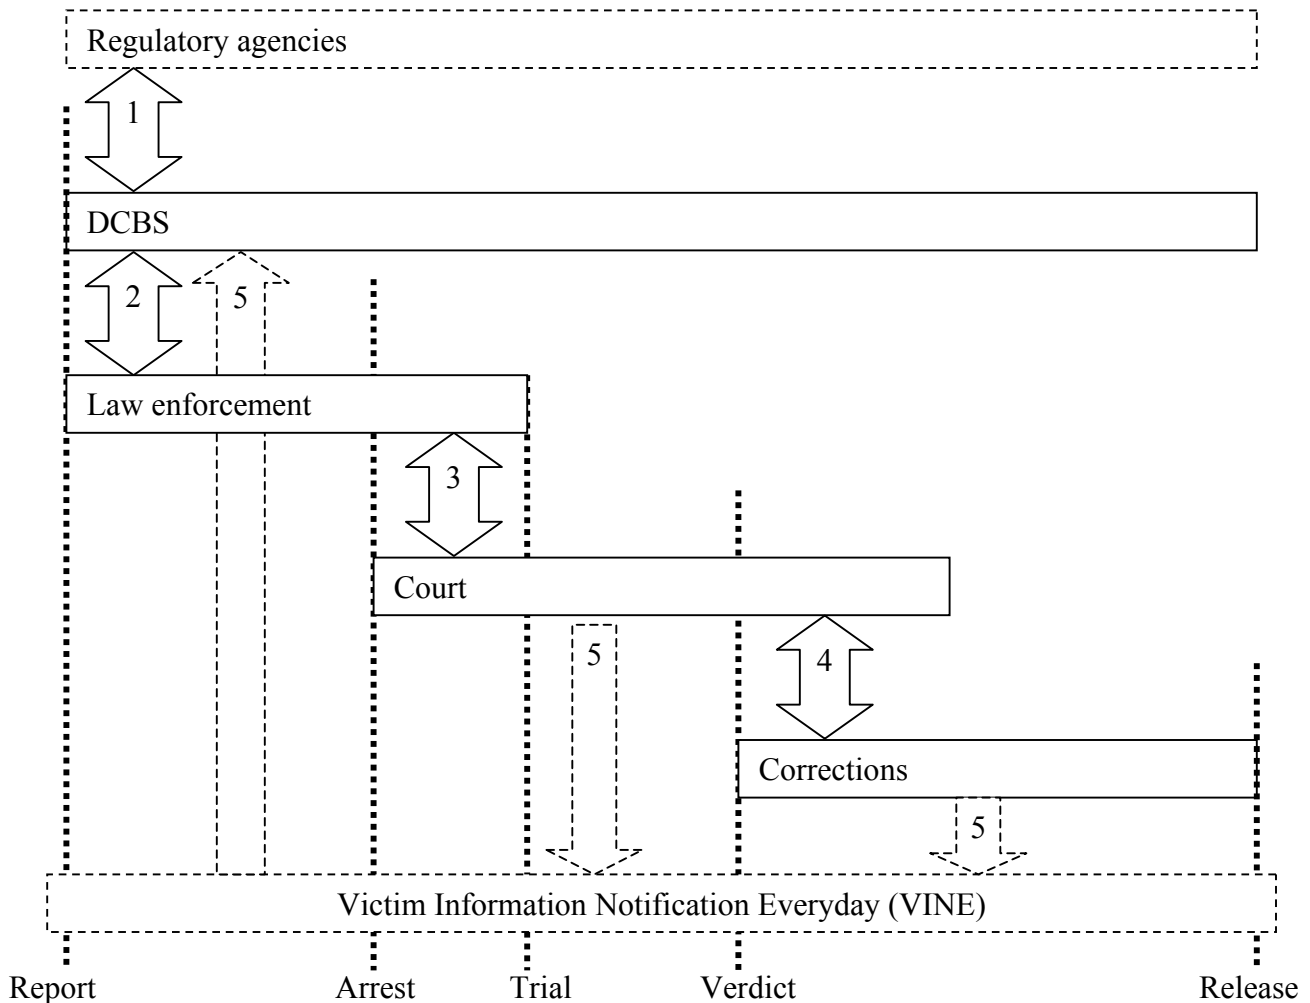 Regulatory agencies
1
DCBS
2
5
Law enforcement
3
Court
5
4
Corrections
5
Victim Information Notification Everyday (VINE)
Report Arrest Trial Verdict Release